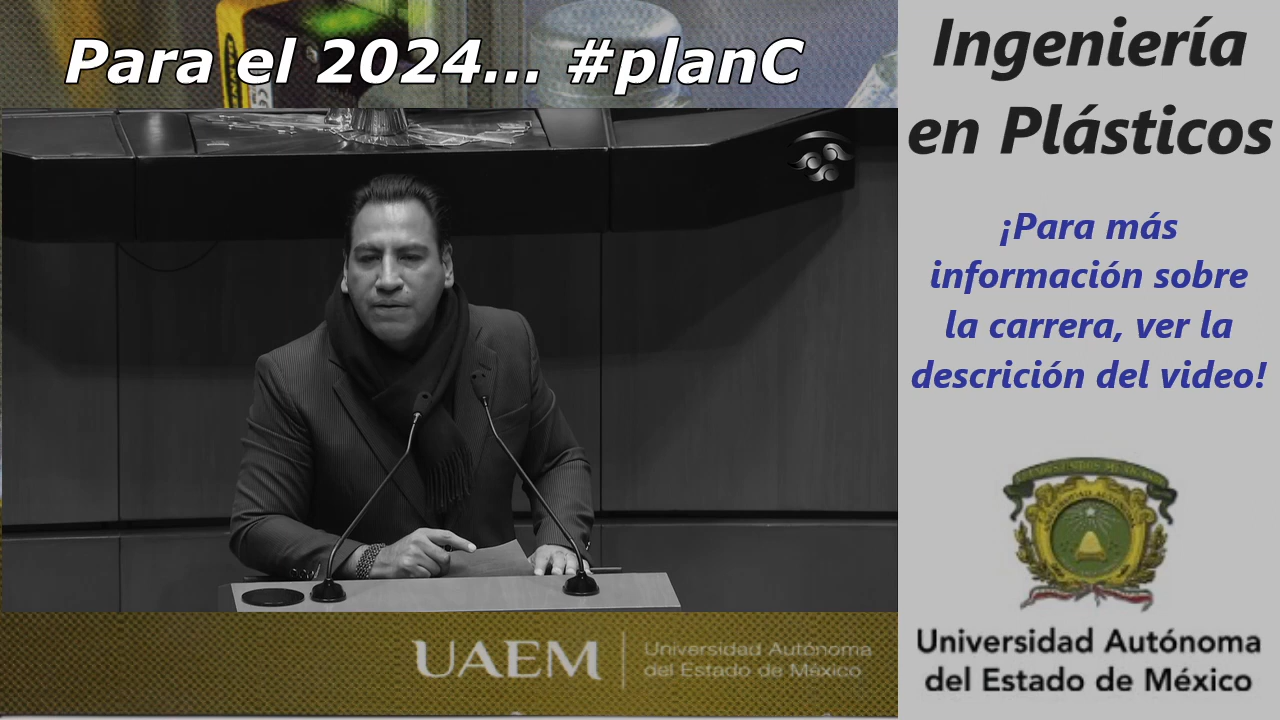 Para el 2024... #planC
Ingeniería
en Plásticos
¡Para más
información sobre
la carrera, ver la
descrición del video!
UAEM
Universidad Autónoma
del Estado de México
Universidad Autónoma
del Estado de México